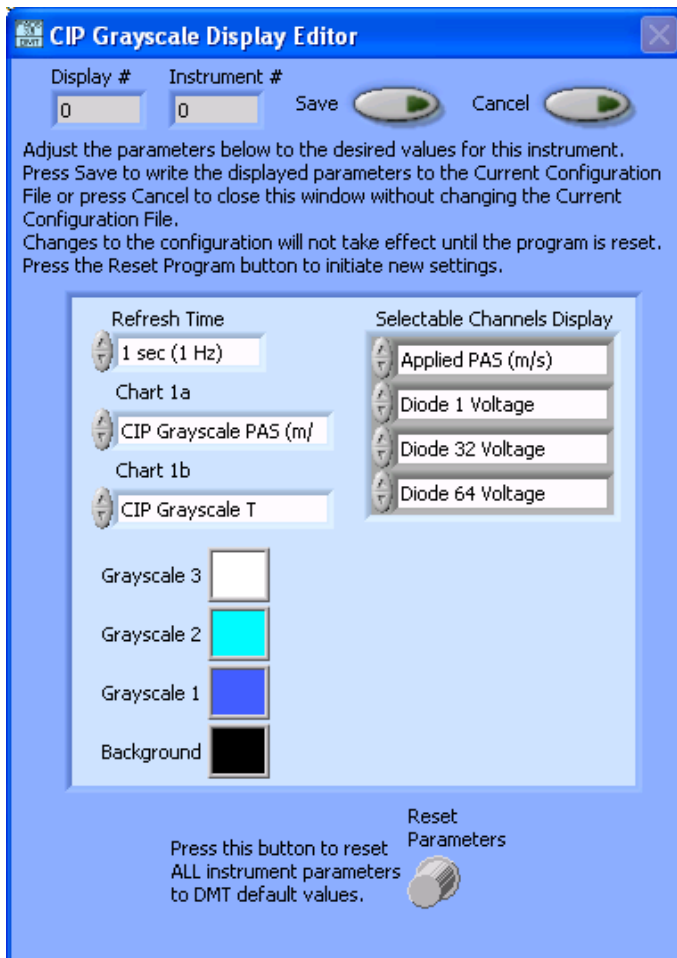 CIP Grayscale Display Editor
Display #
Instrument #
0
0
Save
Cancel
Adjust the parameters below to the desired values for this instrument.
Press Save to write the displayed parameters to the Current Configuration
File or press Cancel to close this window without changing the Current
Configuration File.
Changes to the configuration will not take effect until the program is reset.
Press the Reset Program button to initiate new settings.
Refresh Time
1 sec (1 Hz)
Chart 1a
CIP Grayscale PAS (m/
Chart 1b
CIP Grayscale T
Selectable Channels Display
Applied PAS (m/s)
Diode 1 Voltage
Diode 32 Voltage
Diode 64 Voltage
Grayscale 3
Grayscale 2
Grayscale 1
Background
Press this button to reset
ALL instrument parameters
to DMT default values.
Reset
Parameters